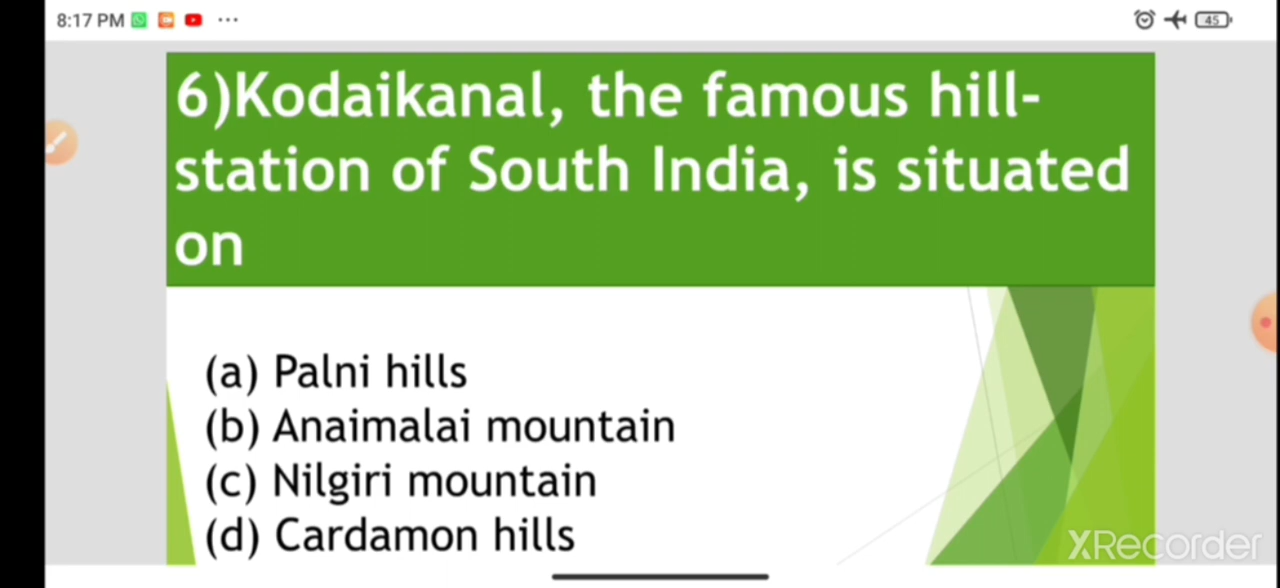 8:17 PM ...
45
6)Kodaikanal, the famous hill-
station of South India, is situated
on
(a) Palni hills
(b) Anaimalai mountain
(c) Nilgiri mountain
(d) Cardamon hills
XRecorder